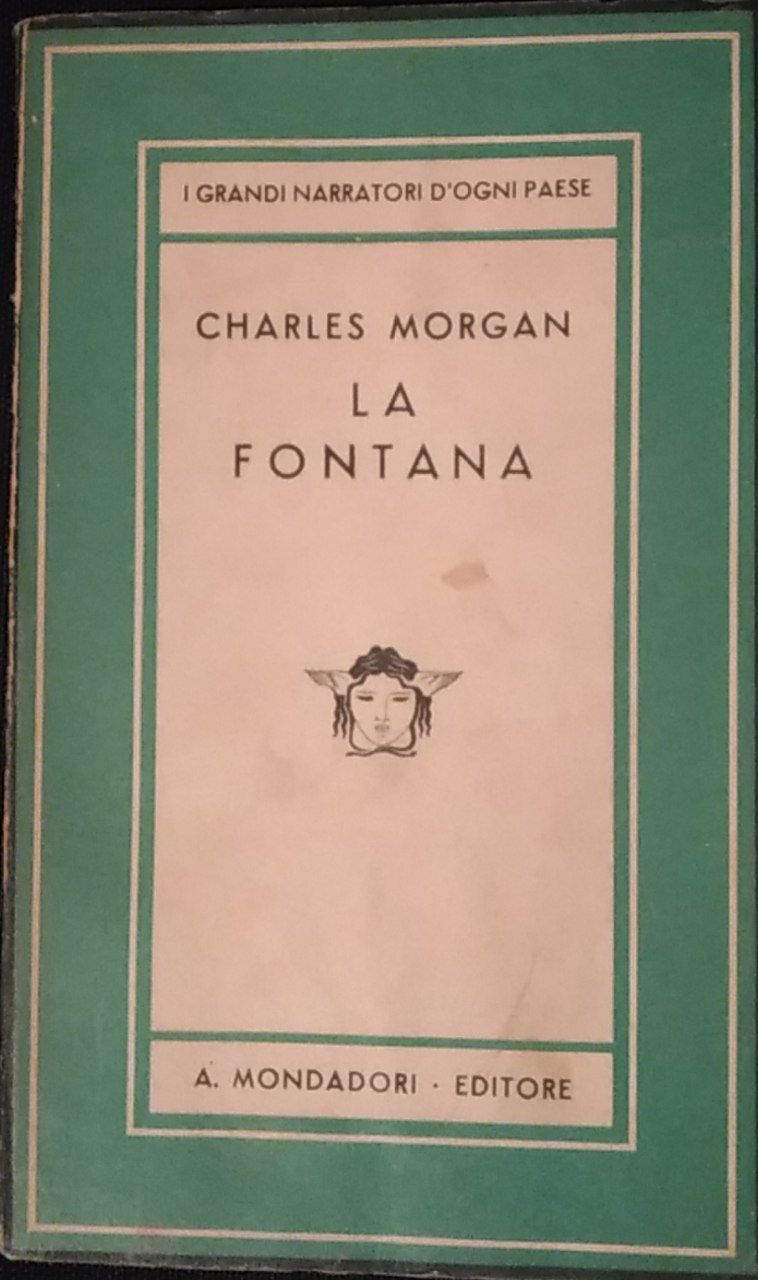 I GRANDI NARRATORI D'OGNI PAESE
CHARLES MORGAN
LA
FONTANA
A. MONDADORI · EDITORE